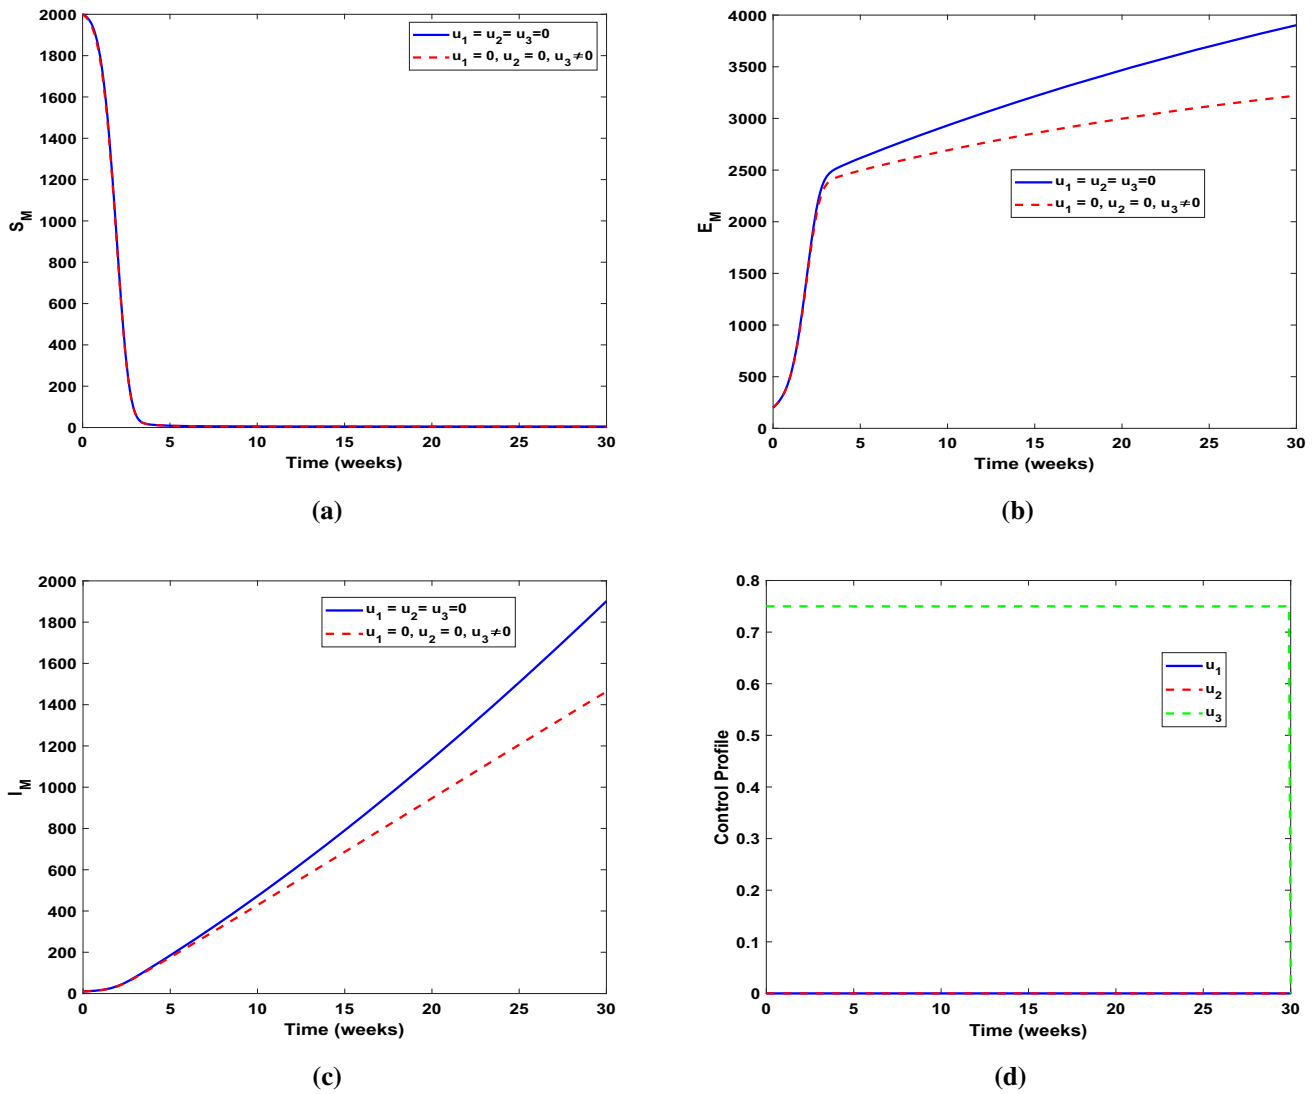 2000
1800
1600
1400
1200
1000
800
600
400
200
0
S_M
u_1 = u_2= u_3=0
u_1 = 0, u_2 = 0, u_3≠0
0 5 10 15 20 25 30
Time (weeks)
(a)
4000
3500
3000
2500
2000
1500
1000
500
0
E_M
u_1 = u_2= u_3=0
u_1 = 0, u_2 = 0, u_3≠0
0 5 10 15 20 25 30
Time (weeks)
(b)
2000
1800
1600
1400
1200
1000
800
600
400
200
0
I_M
u_1 = u_2= u_3=0
u_1 = 0, u_2 = 0, u_3≠0
0 5 10 15 20 25 30
Time (weeks)
(c)
0.8
0.7
0.6
0.5
0.4
0.3
0.2
0.1
0
Control Profile
u_1
u_2
u_3
0 5 10 15 20 25 30
Time (weeks)
(d)